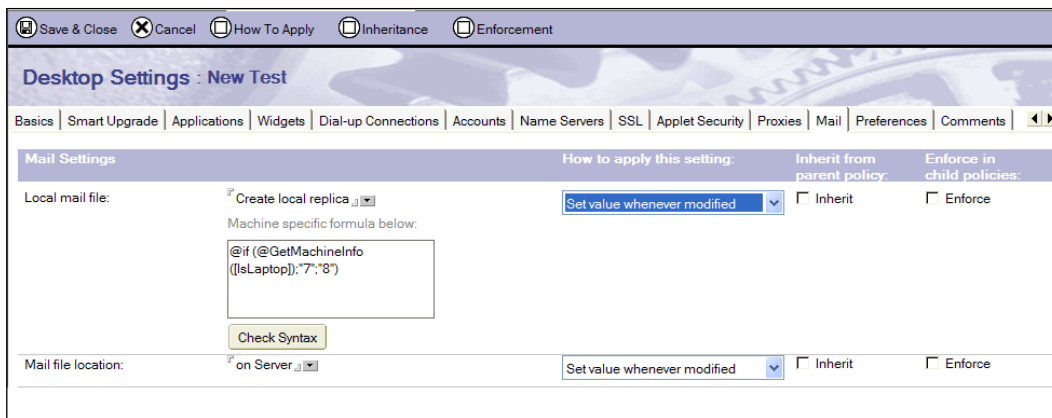 Save & Close Cancel How To Apply Inheritance Enforcement
Desktop Settings : New Test
Basics Smart Upgrade Applications Widgets Dial-up Connections Accounts Name Servers SSL Applet Security Proxies Mail Preferences Comments
Mail Settings How to apply this setting: Inherit from parent policy: Enforce in child policies:
Local mail file: Create local replica Set value whenever modified Inherit Enforce
Machine specific formula below:
@if (@GetMachineInfo
([IsLaptop]);"7";"8")
Check Syntax
Mail file location: on Server Set value whenever modified Inherit Enforce